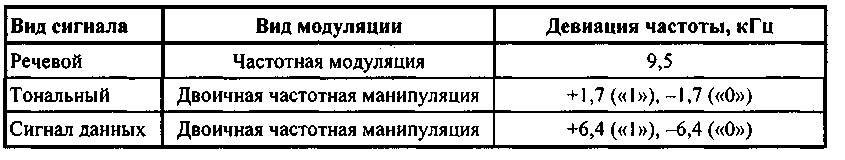 Вид сигнала Вид модуляции Девиация частоты, кГц
Речевой Частотная модуляция 9,5
Тональный Двоичная частотная манипуляция +1,7 («1»), –1,7 («0»)
Сигнал данных Двоичная частотная манипуляция +6,4 («1»), –6,4 («0»)